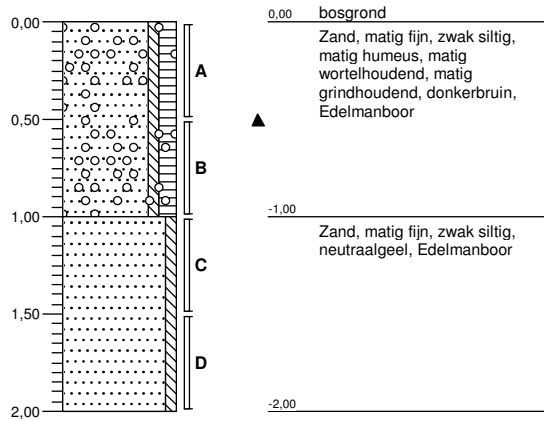 0,00
0,50
1,00
1,50
2,00
A
B
C
D
0,00 bosgrond
Zand, matig fijn, zwak siltig,
matig humeus, matig
wortelhoudend, matig
grindhoudend, donkerbruin,
Edelmanboor
-1,00
Zand, matig fijn, zwak siltig,
neutraalgeel, Edelmanboor
-2,00